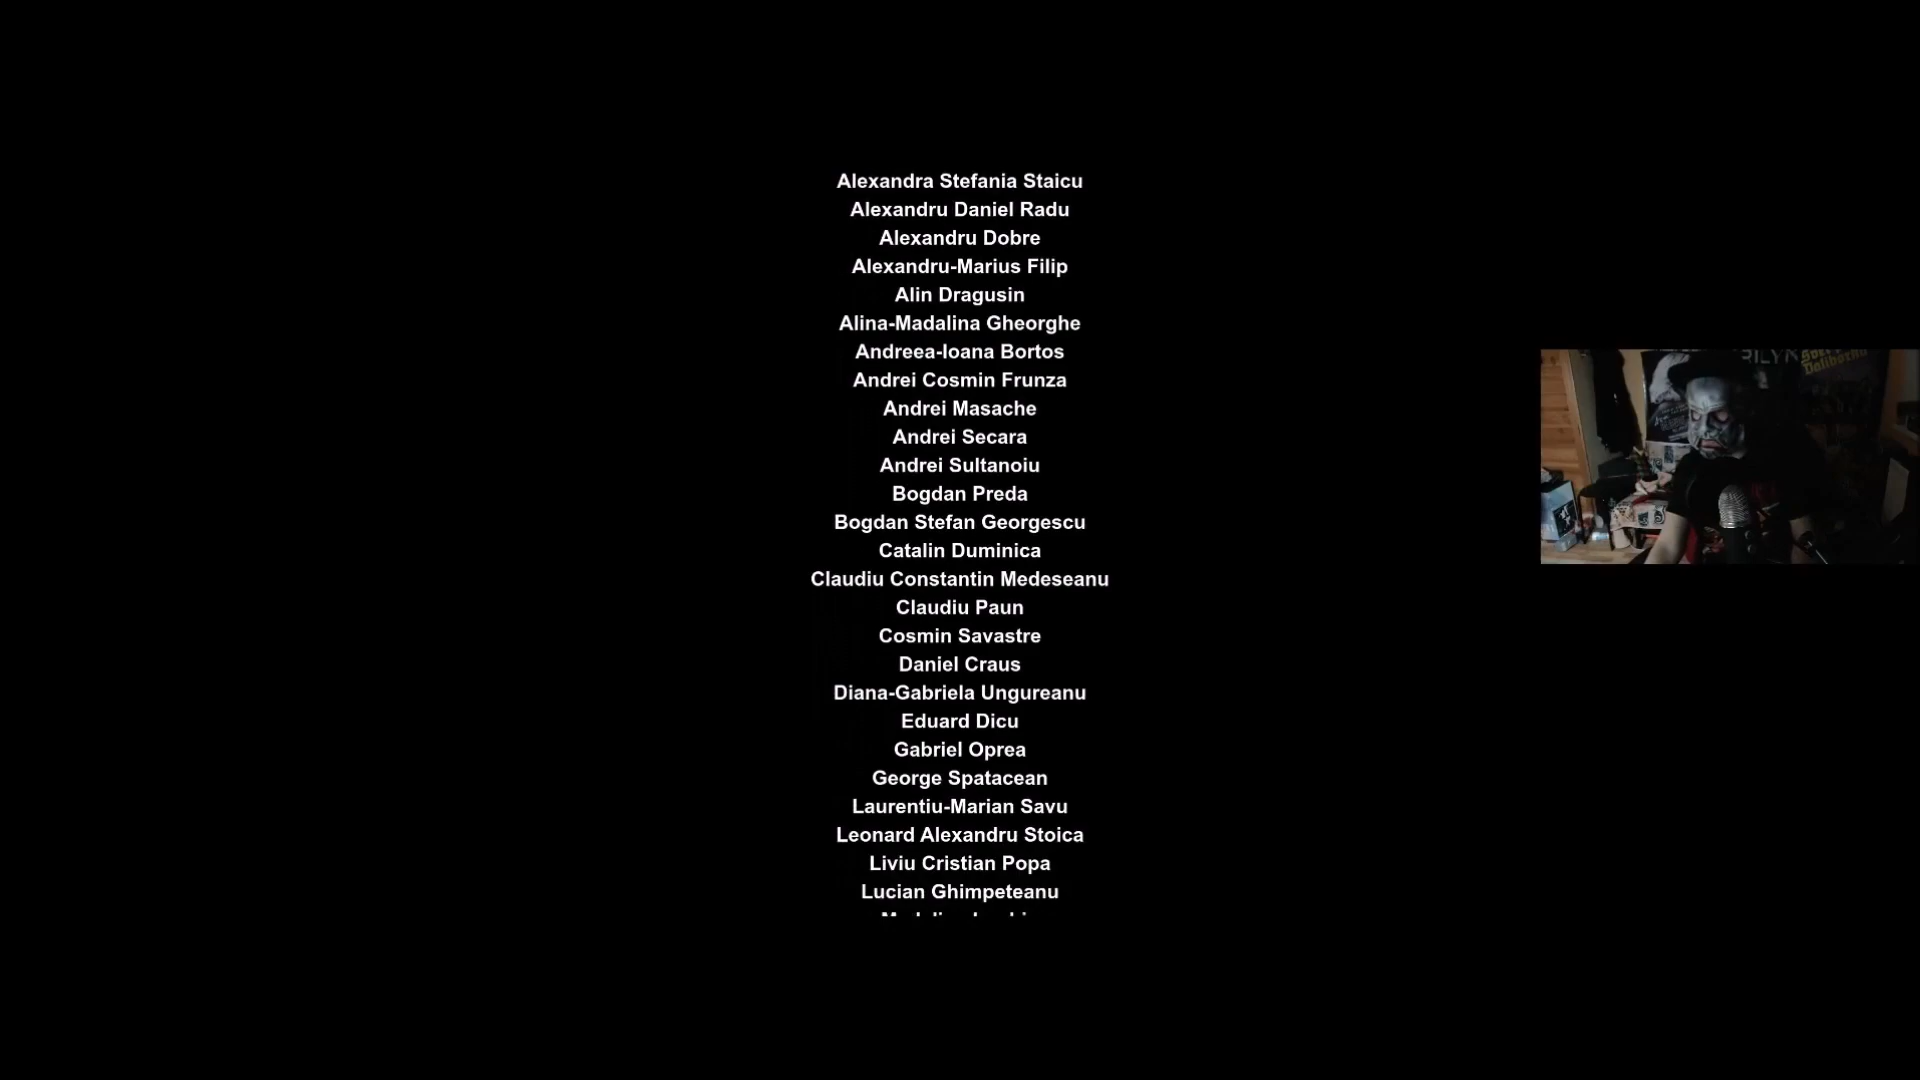 Alexandra Stefania Staicu
Alexandru Daniel Radu
Alexandru Dobre
Alexandru-Marius Filip
Alin Dragusin
Alina-Madalina Gheorghe
Andreea-Ioana Bortos
Andrei Cosmin Frunza
Andrei Masache
Andrei Secara
Andrei Sultanoiu
Bogdan Preda
Bogdan Stefan Georgescu
Catalin Duminica
Claudiu Constantin Medeseanu
Claudiu Paun
Cosmin Savastre
Daniel Craus
Diana-Gabriela Ungureanu
Eduard Dicu
Gabriel Oprea
George Spatacean
Laurentiu-Marian Savu
Leonard Alexandru Stoica
Liviu Cristian Popa
Lucian Ghimpeteanu